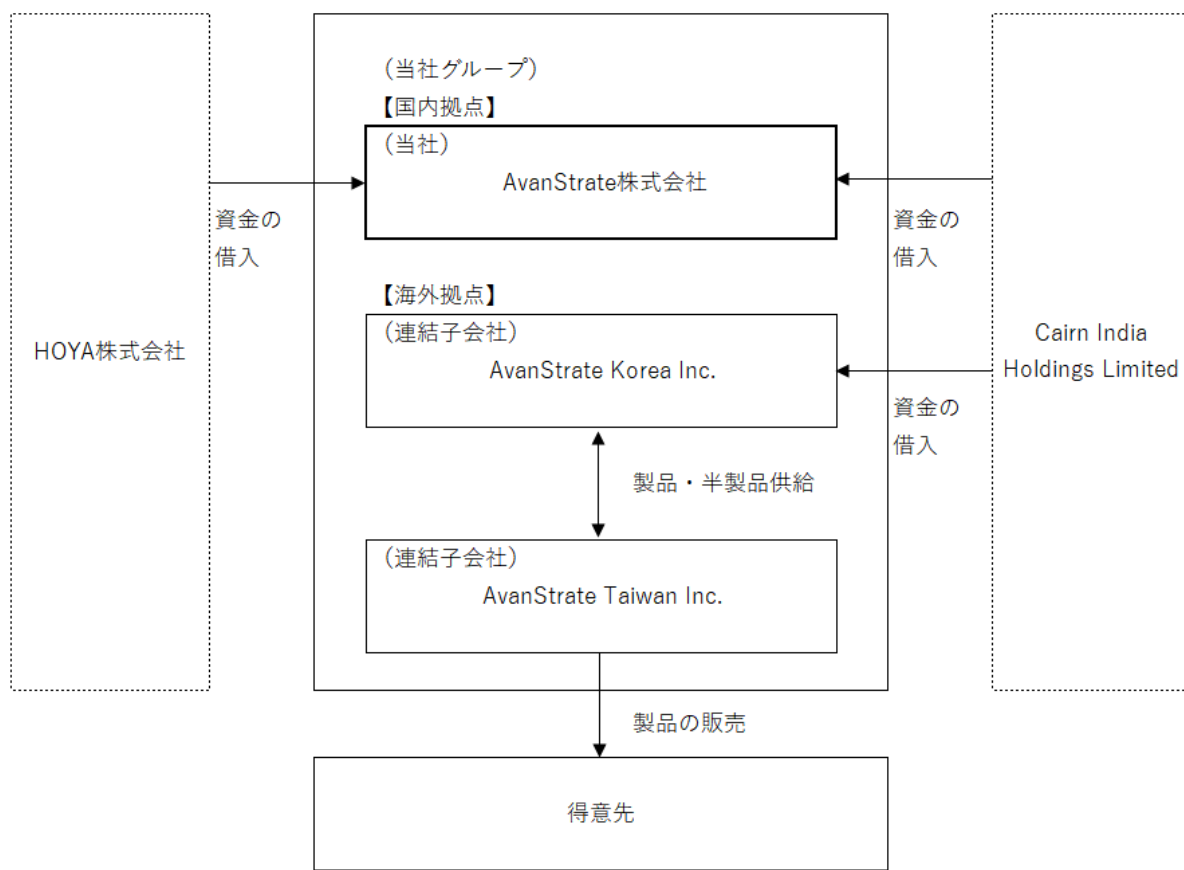 （当社グループ）
【国内拠点】
（当社）
AvanStrate株式会社
資金の
借入
資金の
借入
【海外拠点】
（連結子会社）
AvanStrate Korea Inc.
HOYA株式会社
Cairn India
Holdings Limited
資金の
借入
製品・半製品供給
（連結子会社）
AvanStrate Taiwan Inc.
製品の販売
得意先